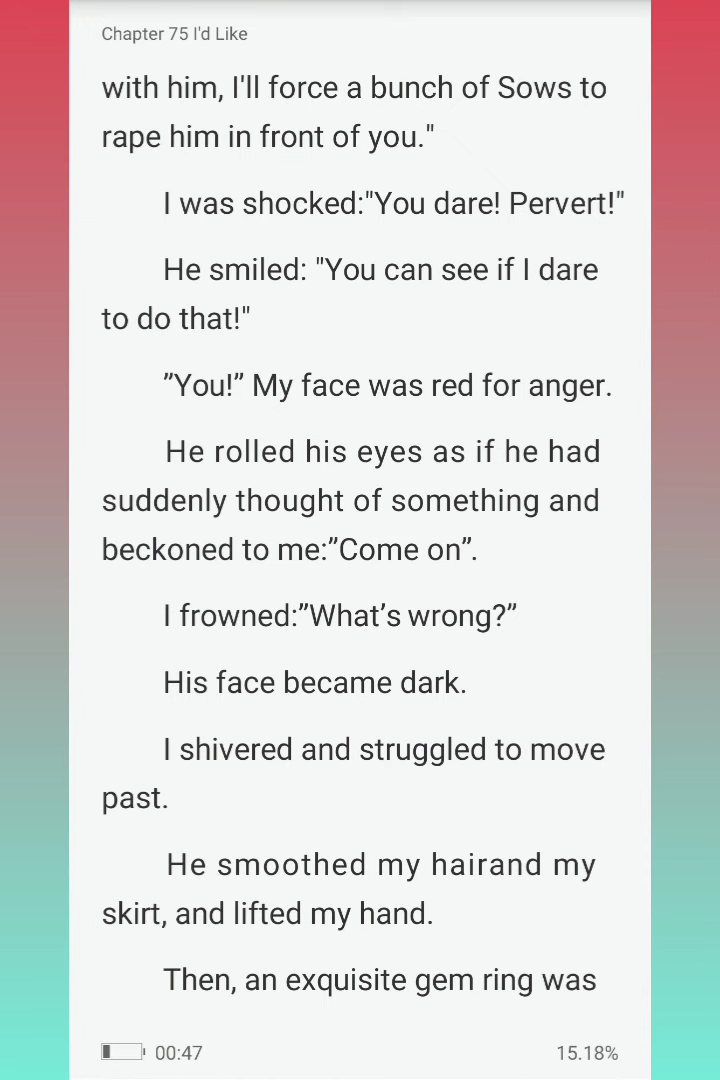 Chapter 75 I'd Like
with him, I'll force a bunch of Sows to
rape him in front of you."
I was shocked:"You dare! Pervert!"
He smiled: "You can see if I dare
to do that!"
”You!” My face was red for anger.
He rolled his eyes as if he had
suddenly thought of something and
beckoned to me:”Come on”.
I frowned:”What’s wrong?”
His face became dark.
I shivered and struggled to move
past.
He smoothed my hairand my
skirt, and lifted my hand.
Then, an exquisite gem ring was
00:47 15.18%